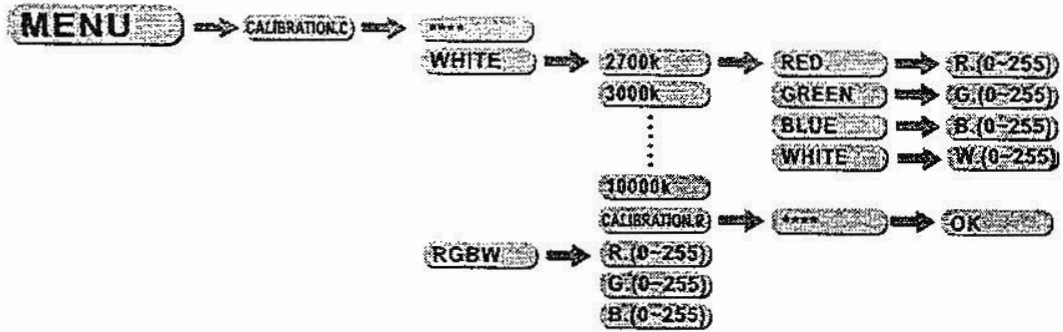 MENU CALIBRATION.C) ****
WHITE 2700k RED R.(0~255)
3000k GREEN G.(0~255)
BLUE B.(0~255)
WHITE W.(0~255)
10000k
CALIBRATION.R **** OK
RGBW R.(0~255)
G.(0~255)
B.(0~255)